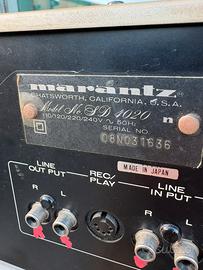 marantz
CHATSWORTH, CALIFORNIA, U.S.A.
Model No. SD 4020
110/120/220/240V ~ 50Hz
n
SERIAL NO.
08N031636
MADE IN JAPAN
LINE OUT PUT
REC/PLAY
LINE IN PUT
R L
R L